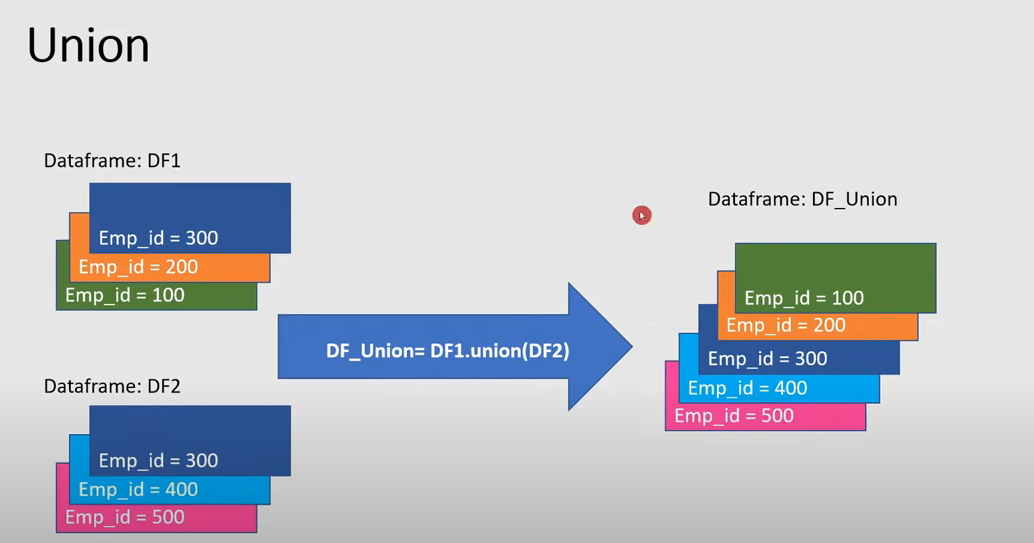 Union
Dataframe: DF1
Emp_id = 300
Emp_id = 200
Emp_id = 100
Dataframe: DF2
Emp_id = 300
Emp_id = 400
Emp_id = 500
DF_Union= DF1.union(DF2)
Dataframe: DF_Union
Emp_id = 100
Emp_id = 200
Emp_id = 300
Emp_id = 400
Emp_id = 500